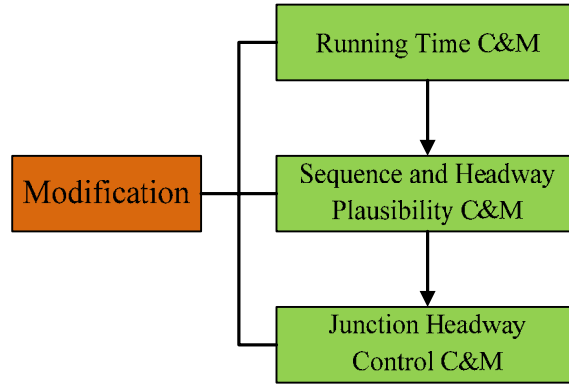 Running Time C&M
Modification
Sequence and Headway
Plausibility C&M
Junction Headway
Control C&M